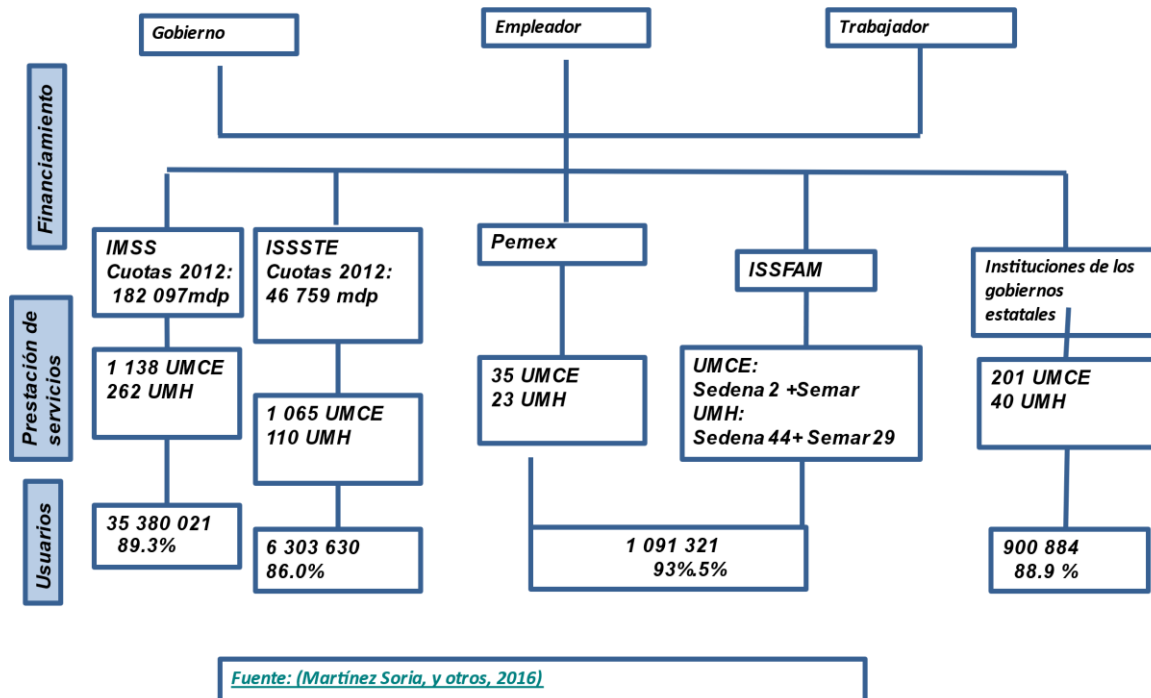 Gobierno
Empleador
Trabajador
Financiamiento
IMSS
Cuotas 2012:
182 097mdp
ISSSTE
Cuotas 2012:
46 759 mdp
Pemex
ISSFAM
Instituciones de los
gobiernos
estatales
Prestación de
servicios
1 138 UMCE
262 UMH
1 065 UMCE
110 UMH
35 UMCE
23 UMH
UMCE:
Sedena 2 +Semar
UMH:
Sedena 44+ Semar 29
201 UMCE
40 UMH
Usuarios
35 380 021
89.3%
6 303 630
86.0%
1 091 321
93%.5%
900 884
88.9 %
Fuente: (Martínez Soria, y otros, 2016)